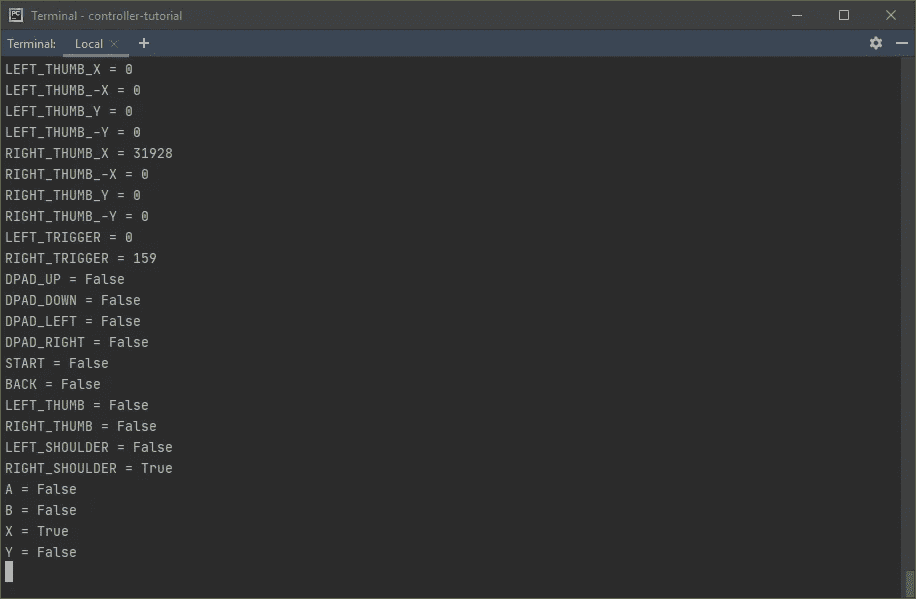 PC Terminal - controller-tutorial
Terminal: Local × +
LEFT_THUMB_X = 0
LEFT_THUMB_-X = 0
LEFT_THUMB_Y = 0
LEFT_THUMB_-Y = 0
RIGHT_THUMB_X = 31928
RIGHT_THUMB_-X = 0
RIGHT_THUMB_Y = 0
RIGHT_THUMB_-Y = 0
LEFT_TRIGGER = 0
RIGHT_TRIGGER = 159
DPAD_UP = False
DPAD_DOWN = False
DPAD_LEFT = False
DPAD_RIGHT = False
START = False
BACK = False
LEFT_THUMB = False
RIGHT_THUMB = False
LEFT_SHOULDER = False
RIGHT_SHOULDER = True
A = False
B = False
X = True
Y = False